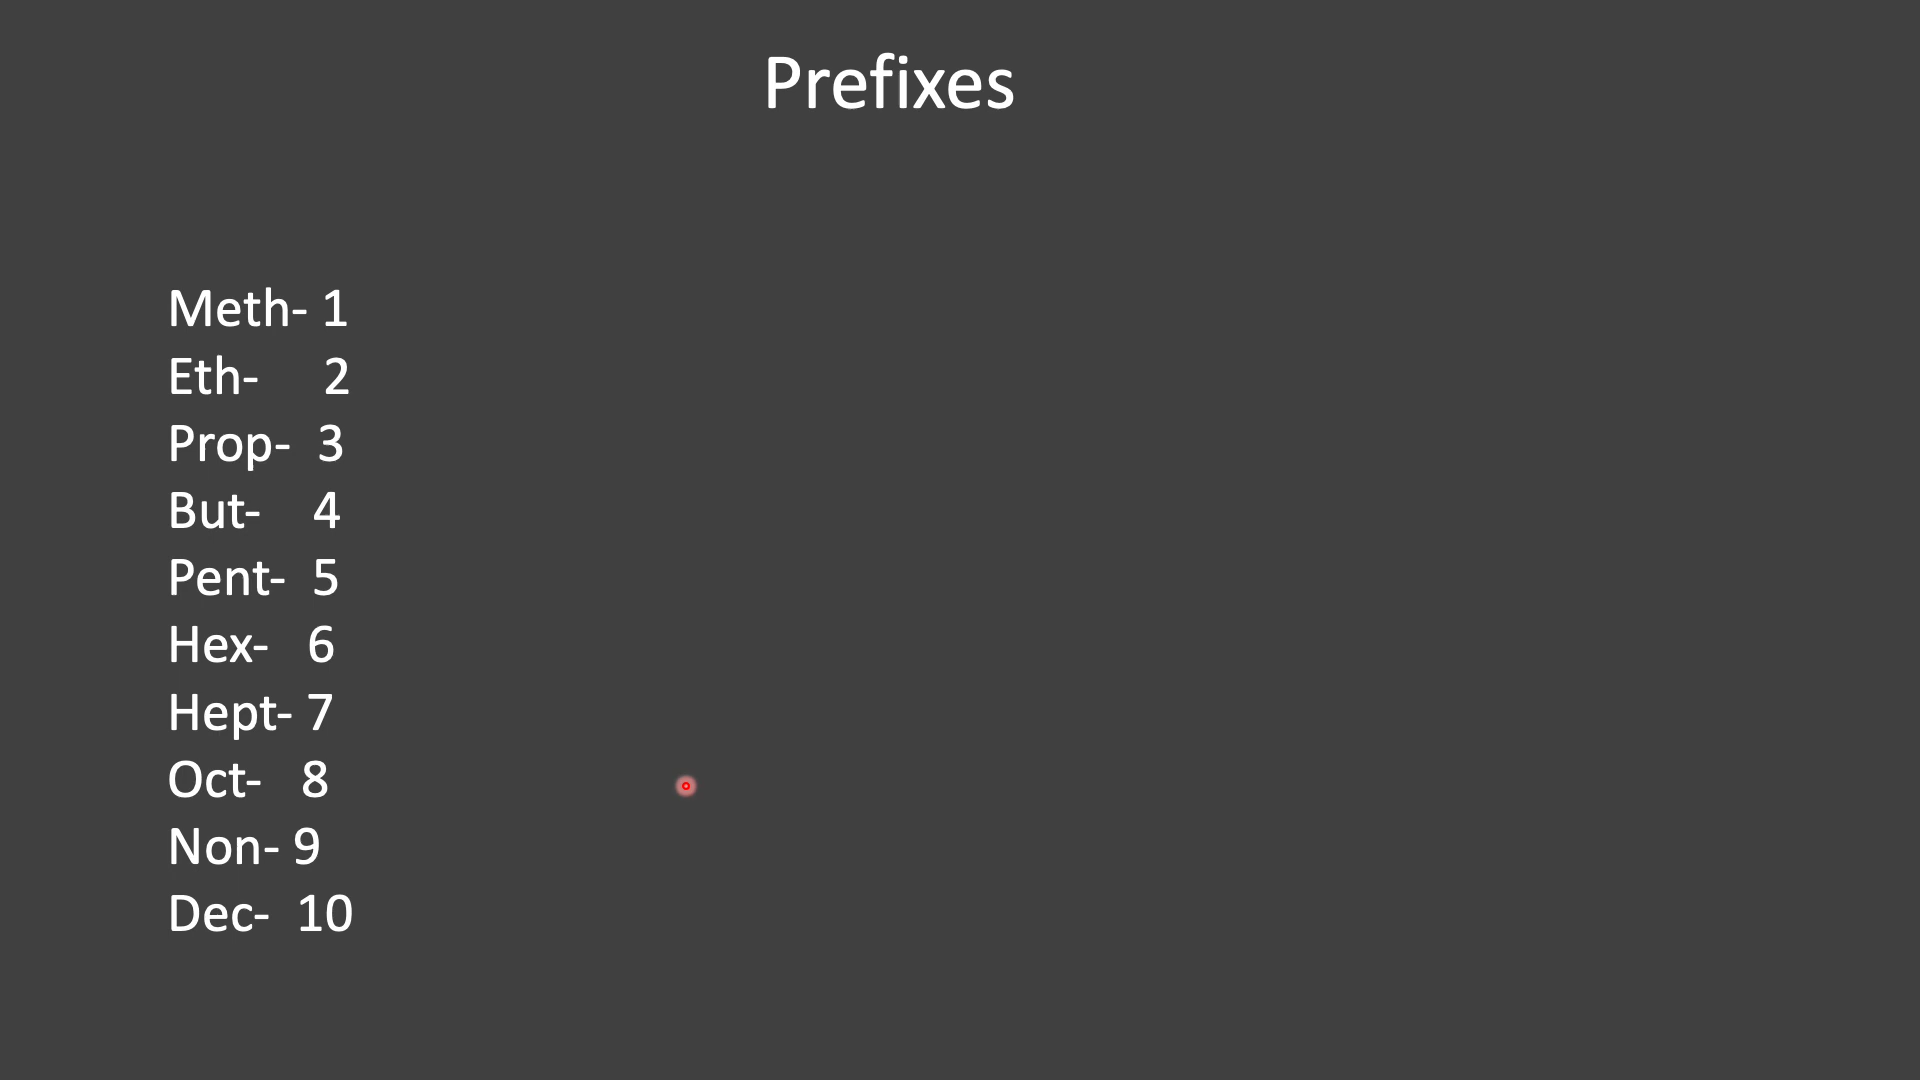 Prefixes
Meth- 1
Eth- 2
Prop- 3
But- 4
Pent- 5
Hex- 6
Hept- 7
Oct- 8
Non- 9
Dec- 10